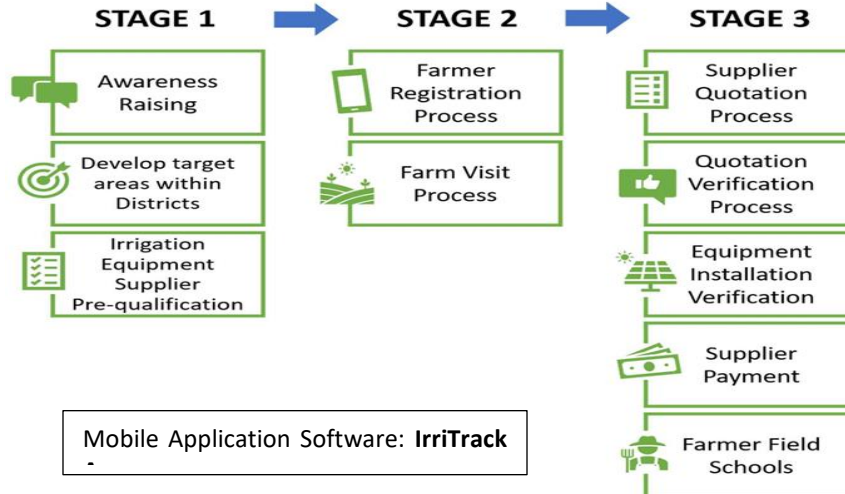 STAGE 1
Awareness
Raising
Develop target
areas within
Districts
Irrigation
Equipment
Supplier
Pre-qualification
STAGE 2
Farmer
Registration
Process
Farm Visit
Process
STAGE 3
Supplier
Quotation
Process
Quotation
Verification
Process
Equipment
Installation
Verification
Supplier
Payment
Farmer Field
Schools
Mobile Application Software: IrriTrack